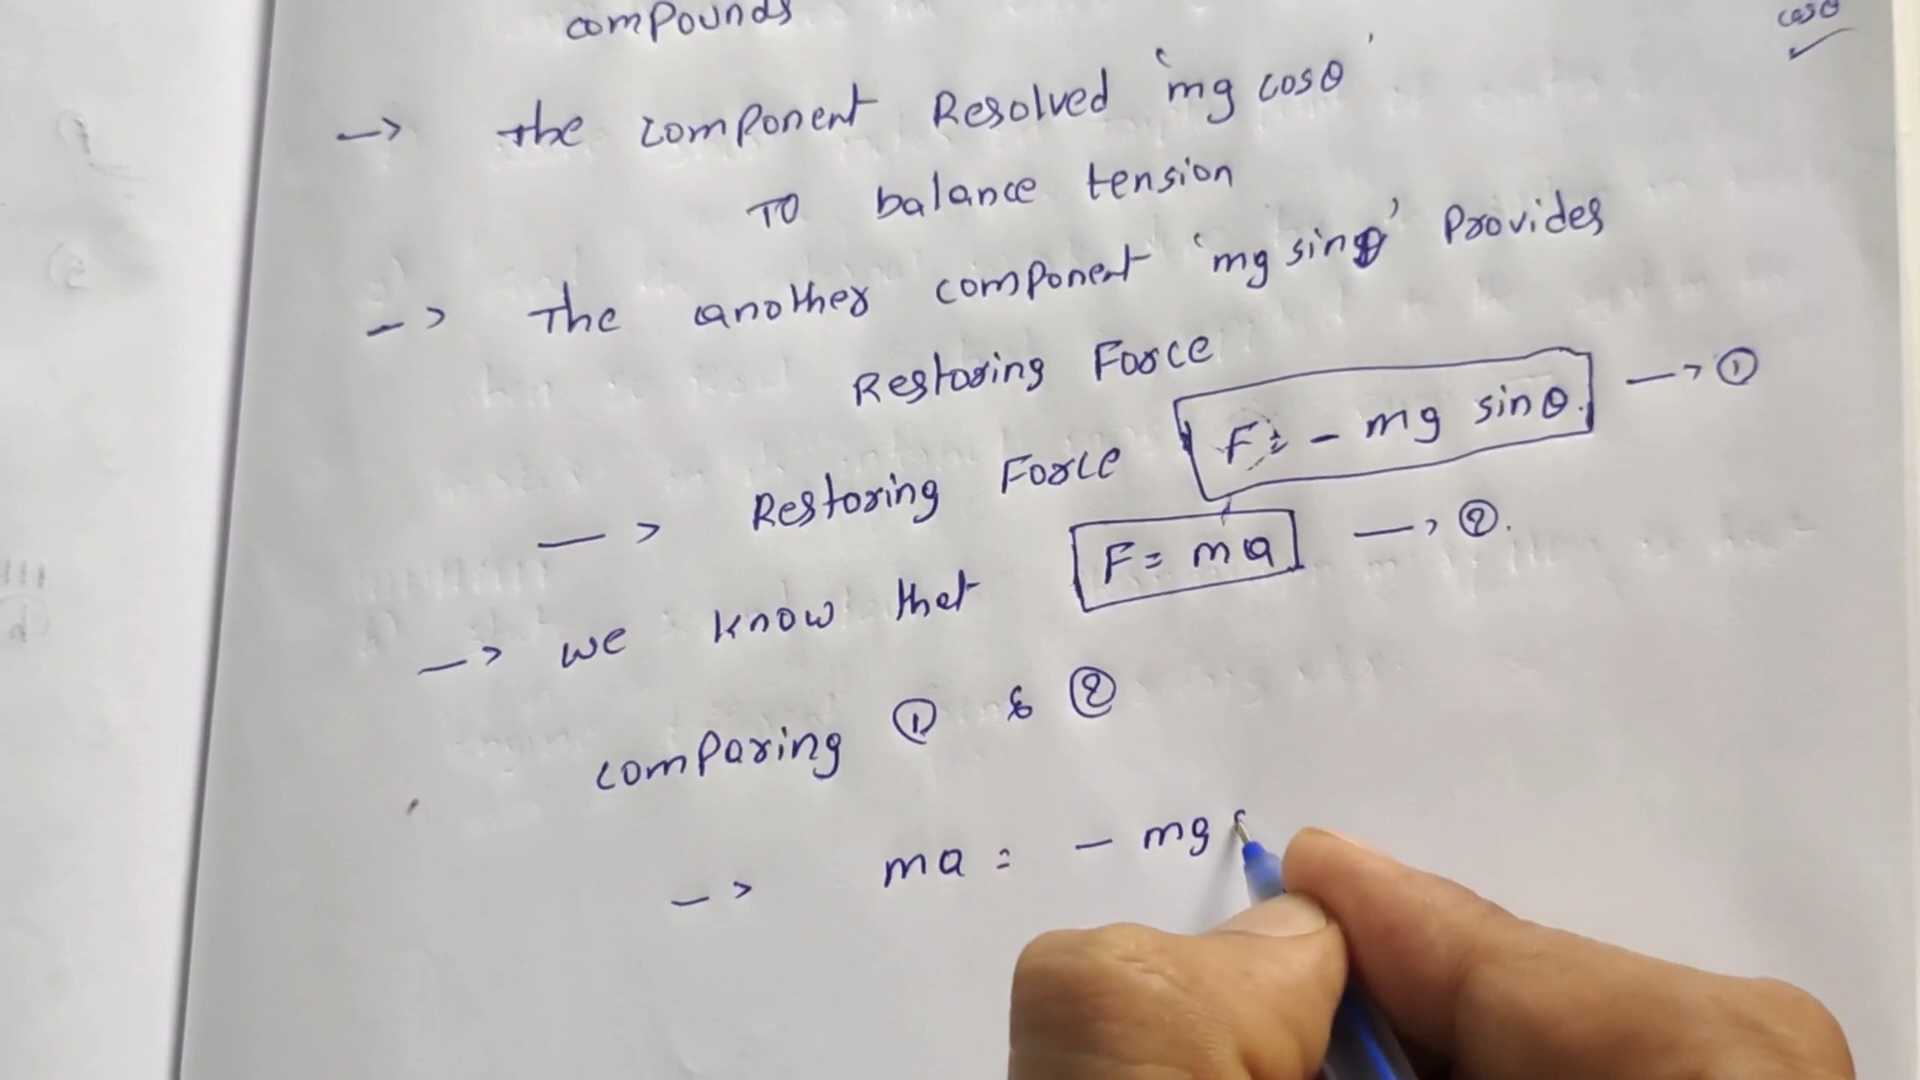 compounds
cosθ
-> the component Resolved 'mg cosθ'
To balance tension
-> The another component 'mg sinθ' Provides
Restoring Force
-> Restoring Force F = - mg sinθ. -> ①
-> we know that F = ma -> ②.
comparing ① & ②
-> ma = - mg